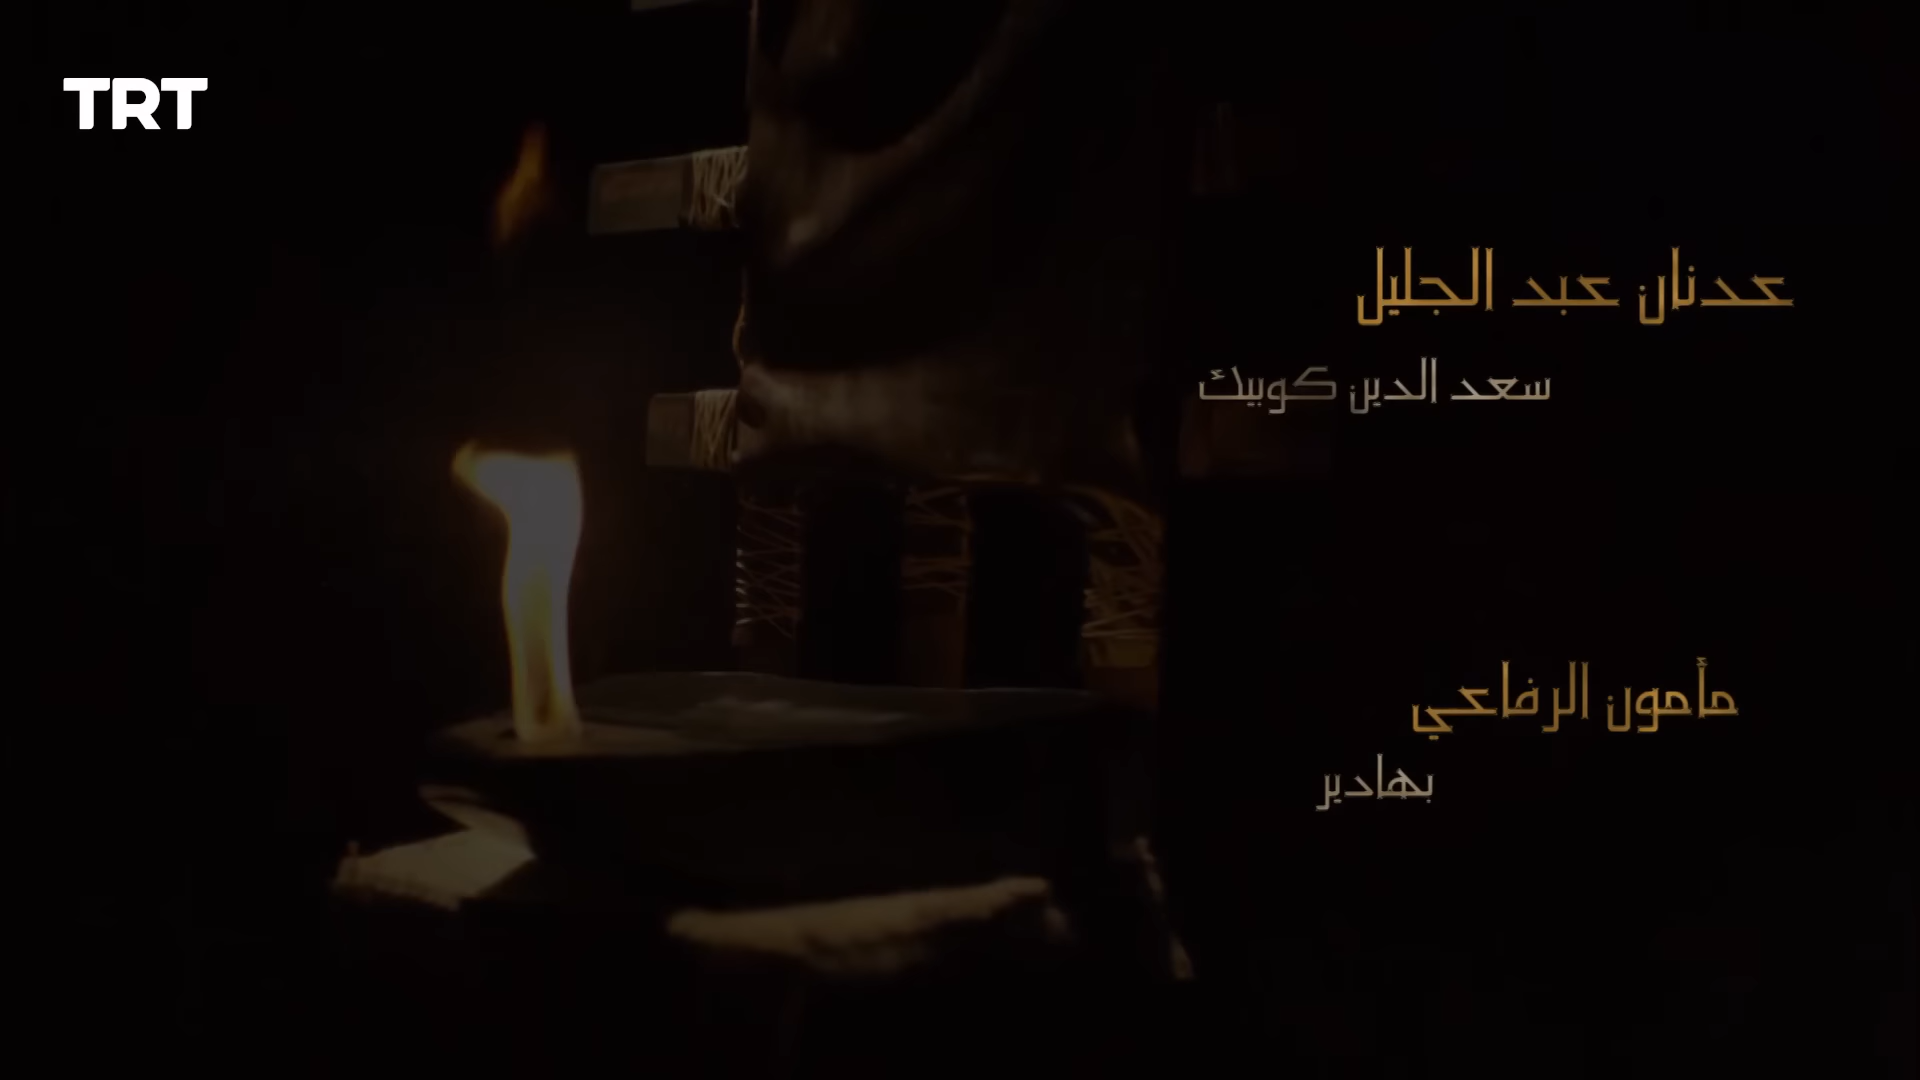 TRT
عدنان عبد الجليل
سعد الدين كوبيك
مأمون الرفاعي
بهادير